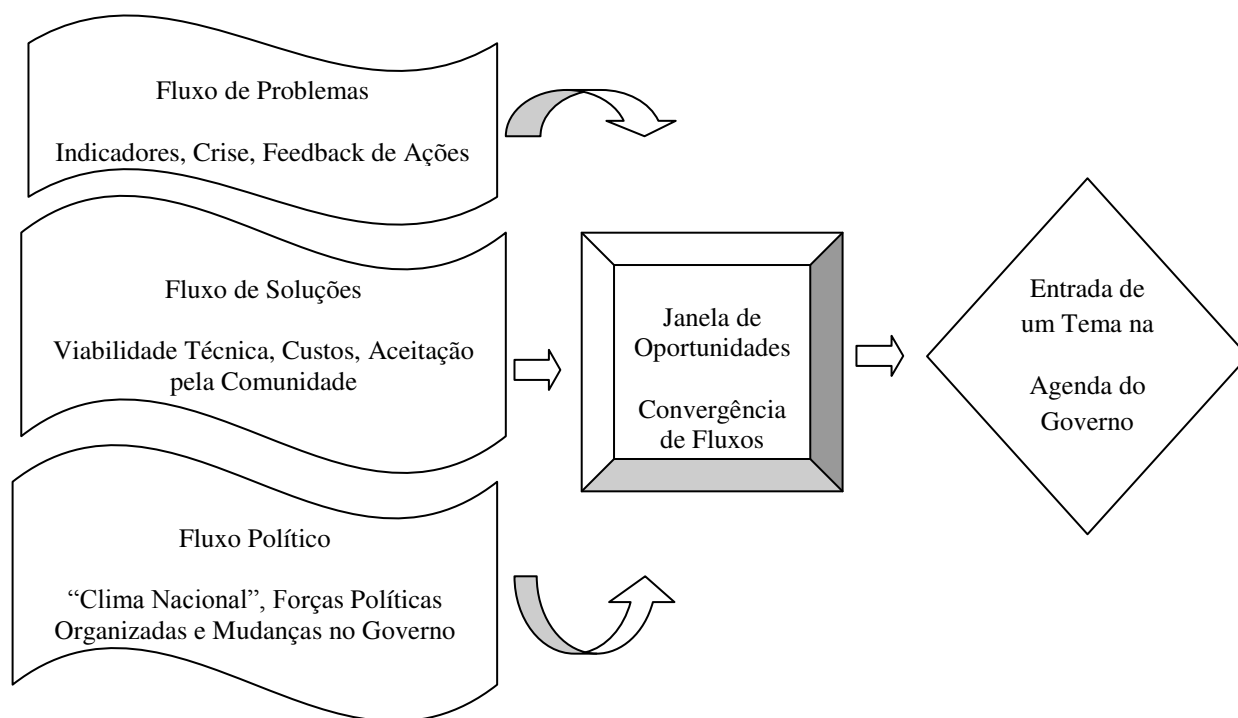 Fluxo de Problemas
Indicadores, Crise, Feedback de Ações
Fluxo de Soluções
Viabilidade Técnica, Custos, Aceitação
pela Comunidade
Fluxo Político
“Clima Nacional”, Forças Políticas
Organizadas e Mudanças no Governo
Janela de
Oportunidades
Convergência
de Fluxos
Entrada de
um Tema na
Agenda do
Governo